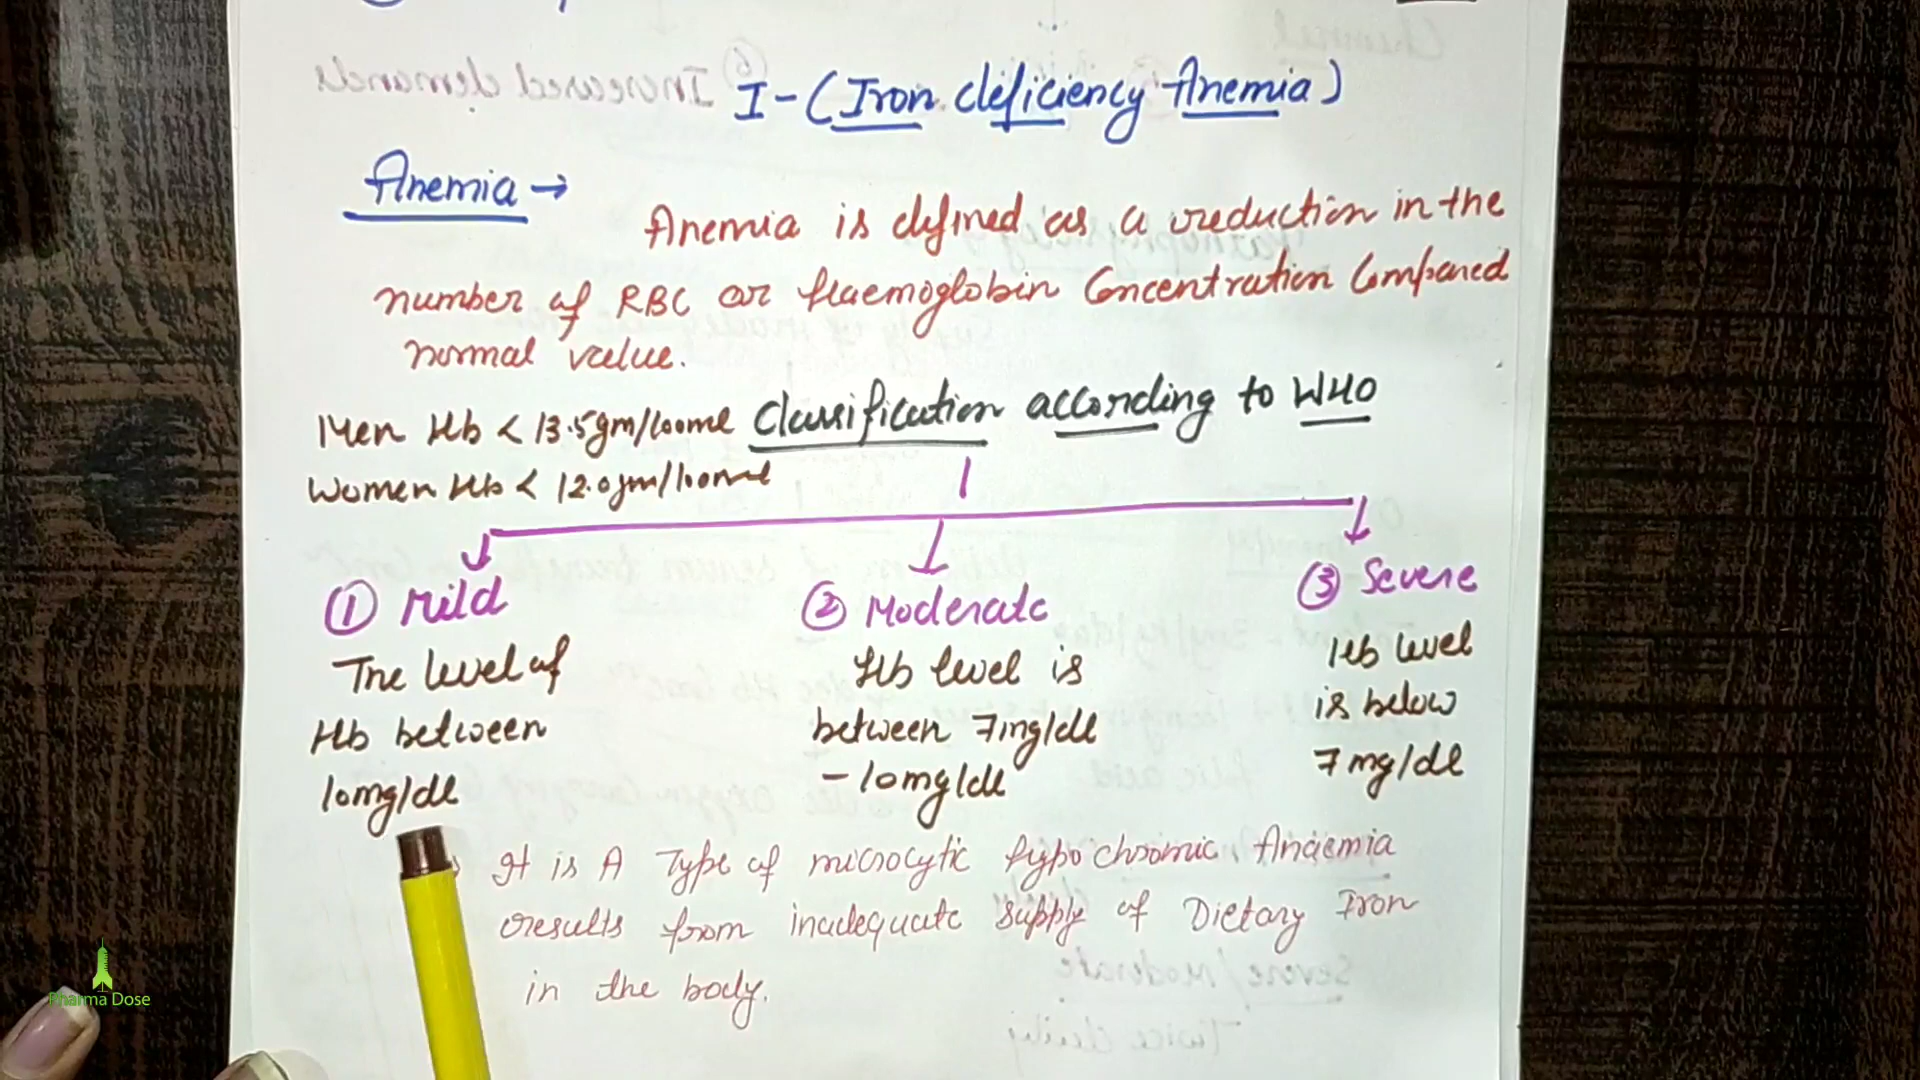 I-(Iron deficiency Anemia)
Anemia →
Anemia is defined as a reduction in the
number of RBC or Haemoglobin Concentration Compared
normal value.
Men Hb < 13.5gm/100ml
Women Hb < 12.0gm/100ml
Classification according to WHO
① Mild
The level of
Hb between
10mg/dl
② Moderate
Hb level is
between 7mg/dl
- 10mg/dl
③ Severe
Hb level
is below
7 mg/dl
It is A Type of microcytic hypochromic Anaemia
results from inadequate supply of Dietary Iron
in the body.
Pharma Dose